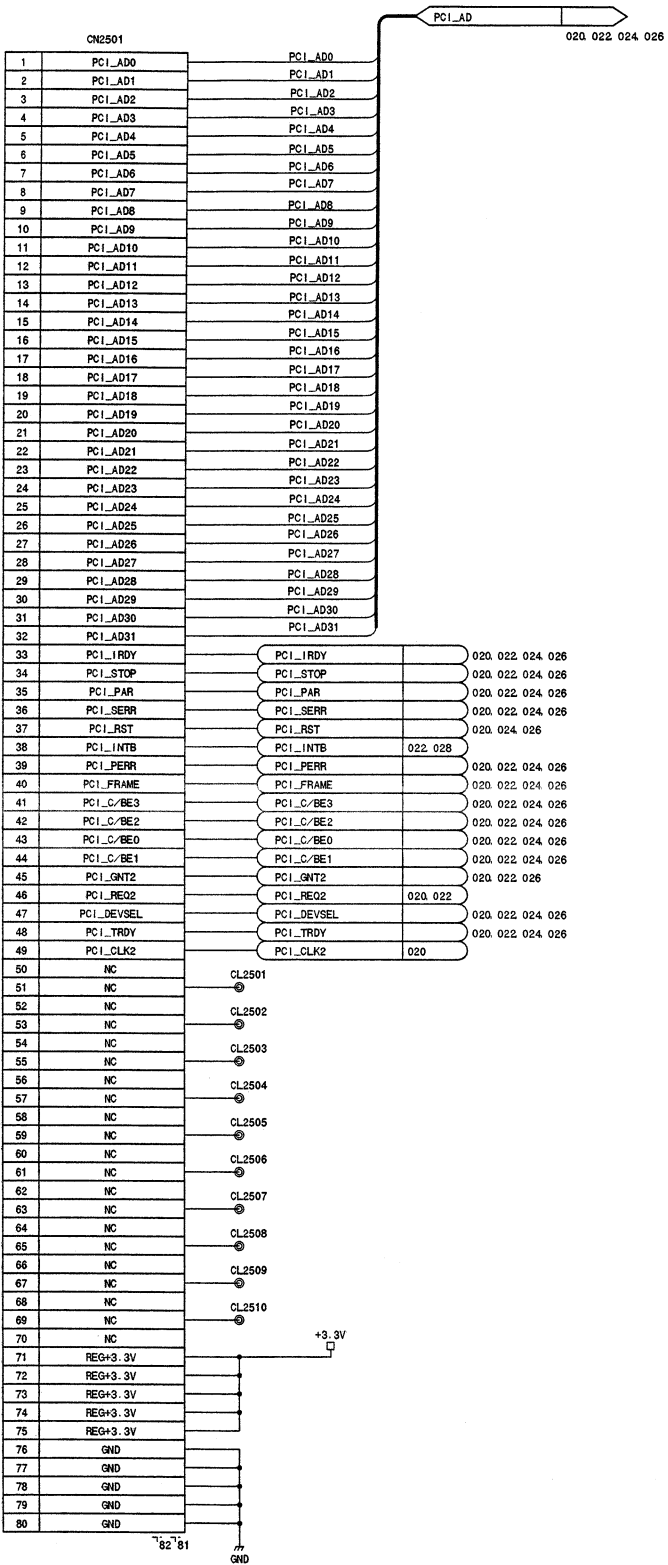 PCI_AD
020. 022. 024. 026
CN2501
1 PCI_AD0 PCI_AD0
2 PCI_AD1 PCI_AD1
3 PCI_AD2 PCI_AD2
4 PCI_AD3 PCI_AD3
5 PCI_AD4 PCI_AD4
6 PCI_AD5 PCI_AD5
7 PCI_AD6 PCI_AD6
8 PCI_AD7 PCI_AD7
9 PCI_AD8 PCI_AD8
10 PCI_AD9 PCI_AD9
11 PCI_AD10 PCI_AD10
12 PCI_AD11 PCI_AD11
13 PCI_AD12 PCI_AD12
14 PCI_AD13 PCI_AD13
15 PCI_AD14 PCI_AD14
16 PCI_AD15 PCI_AD15
17 PCI_AD16 PCI_AD16
18 PCI_AD17 PCI_AD17
19 PCI_AD18 PCI_AD18
20 PCI_AD19 PCI_AD19
21 PCI_AD20 PCI_AD20
22 PCI_AD21 PCI_AD21
23 PCI_AD22 PCI_AD22
24 PCI_AD23 PCI_AD23
25 PCI_AD24 PCI_AD24
26 PCI_AD25 PCI_AD25
27 PCI_AD26 PCI_AD26
28 PCI_AD27 PCI_AD27
29 PCI_AD28 PCI_AD28
30 PCI_AD29 PCI_AD29
31 PCI_AD30 PCI_AD30
32 PCI_AD31 PCI_AD31
33 PCI_IRDY PCI_IRDY 020. 022. 024. 026
34 PCI_STOP PCI_STOP 020. 022. 024. 026
35 PCI_PAR PCI_PAR 020. 022. 024. 026
36 PCI_SERR PCI_SERR 020. 022. 024. 026
37 PCI_RST PCI_RST 020. 024. 026
38 PCI_INTB PCI_INTB 022. 028
39 PCI_PERR PCI_PERR 020. 022. 024. 026
40 PCI_FRAME PCI_FRAME 020. 022. 024. 026
41 PCI_C/BE3 PCI_C/BE3 020. 022. 024. 026
42 PCI_C/BE2 PCI_C/BE2 020. 022. 024. 026
43 PCI_C/BE0 PCI_C/BE0 020. 022. 024. 026
44 PCI_C/BE1 PCI_C/BE1 020. 022. 024. 026
45 PCI_GNT2 PCI_GNT2 020. 022. 026
46 PCI_REQ2 PCI_REQ2 020. 022
47 PCI_DEVSEL PCI_DEVSEL 020. 022. 024. 026
48 PCI_TRDY PCI_TRDY 020. 022. 024. 026
49 PCI_CLK2 PCI_CLK2 020
50 NC
51 NC CL2501
52 NC
53 NC CL2502
54 NC
55 NC CL2503
56 NC
57 NC CL2504
58 NC
59 NC CL2505
60 NC
61 NC CL2506
62 NC
63 NC CL2507
64 NC
65 NC CL2508
66 NC
67 NC CL2509
68 NC
69 NC CL2510
70 NC
+3.3V
71 REG+3.3V
72 REG+3.3V
73 REG+3.3V
74 REG+3.3V
75 REG+3.3V
76 GND
77 GND
78 GND
79 GND
80 GND
82 81
GND